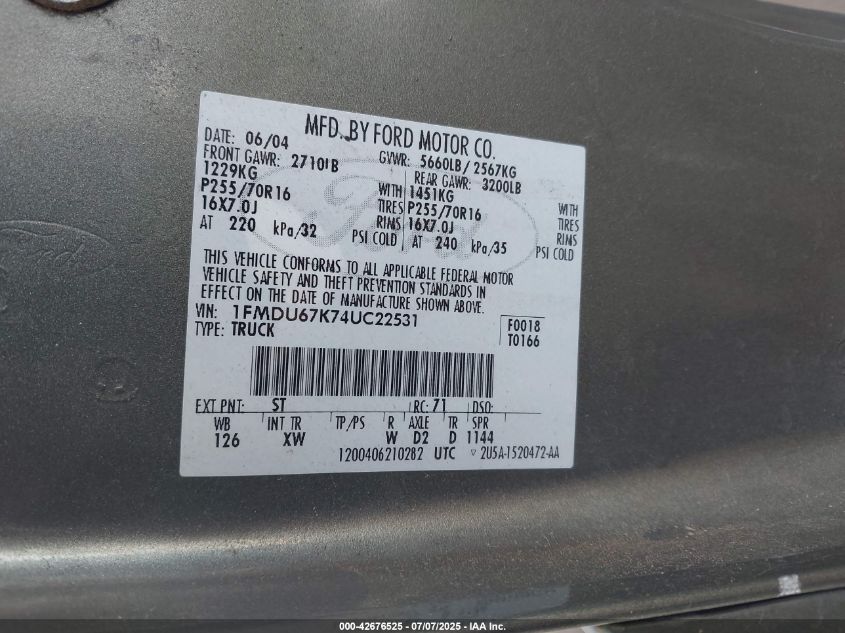 MFD. BY FORD MOTOR CO.
DATE: 06/04 GVWR: 5660LB/2567KG
FRONT GAWR: 2710LB REAR GAWR: 3200LB
1229KG WITH 1451KG WITH
P255/70R16 TIRES P255/70R16 TIRES
16X7.0J RIMS 16X7.0J RIMS
AT 220 kPa/32 PSI COLD AT 240 kPa/35 PSI COLD
Ford
THIS VEHICLE CONFORMS TO ALL APPLICABLE FEDERAL MOTOR
VEHICLE SAFETY AND THEFT PREVENTION STANDARDS IN
EFFECT ON THE DATE OF MANUFACTURE SHOWN ABOVE.
VIN: 1FMDU67K74UC22531 F0018
TYPE: TRUCK T0166
EXT PNT: ST RC: 71 DSO:
WB INT TR TP/PS R AXLE TR SPR
126 XW W D2 D 1144
1200406210282 UTC ▽ 2U5A-1520472-AA
000-42676525 - 07/07/2025 - IAA Inc.